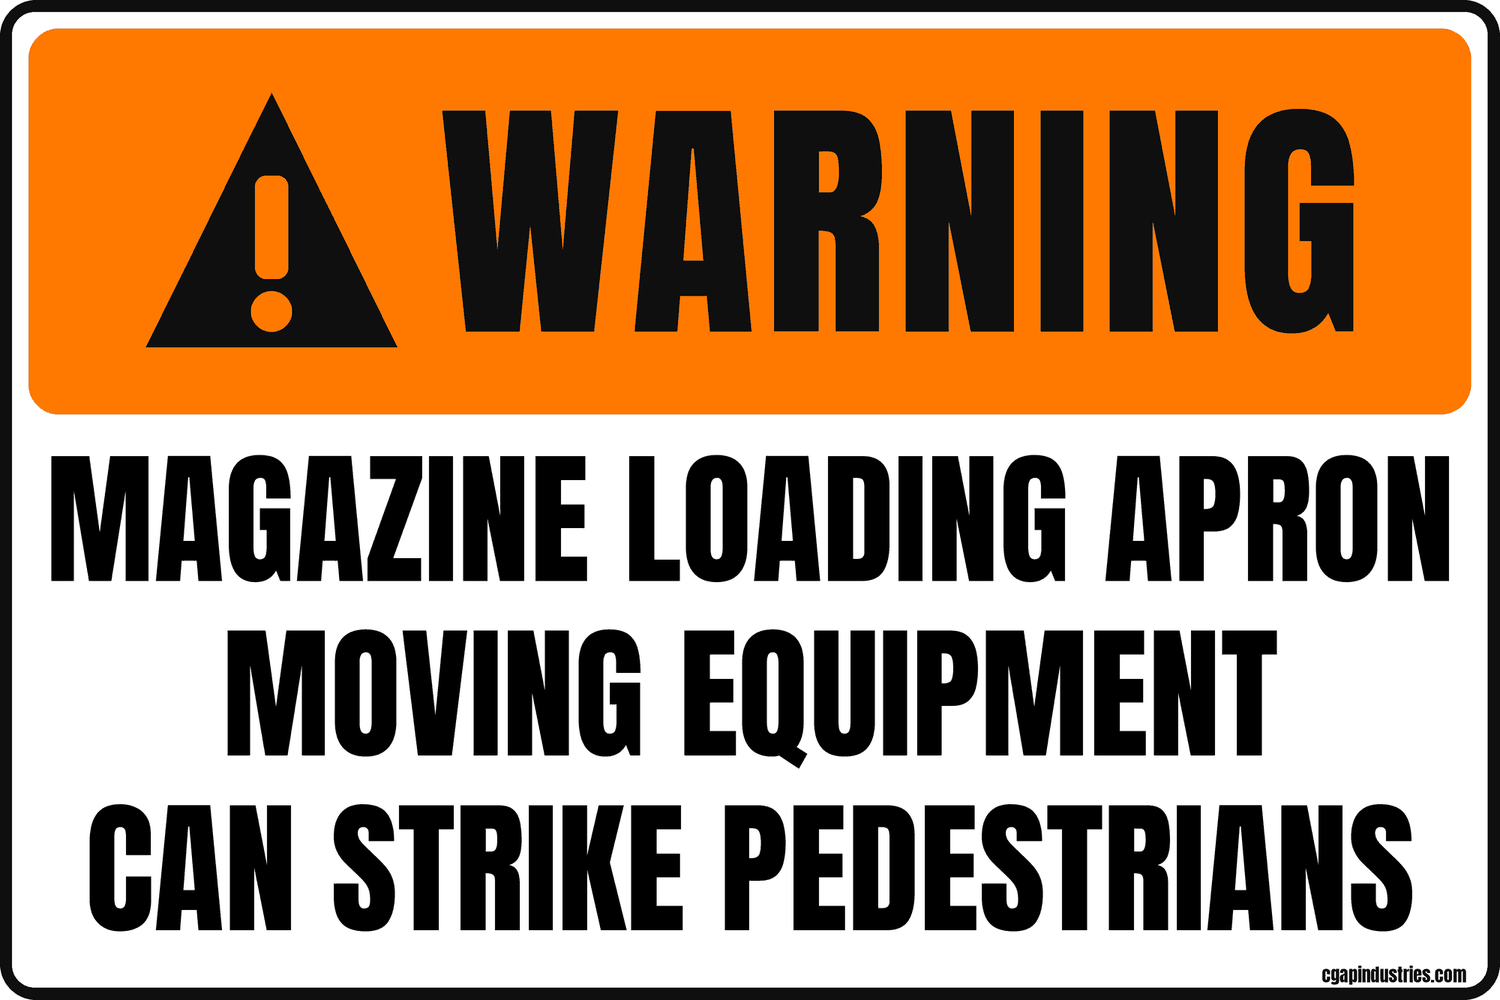 WARNING
MAGAZINE LOADING APRON
MOVING EQUIPMENT
CAN STRIKE PEDESTRIANS
cgapindustries.com